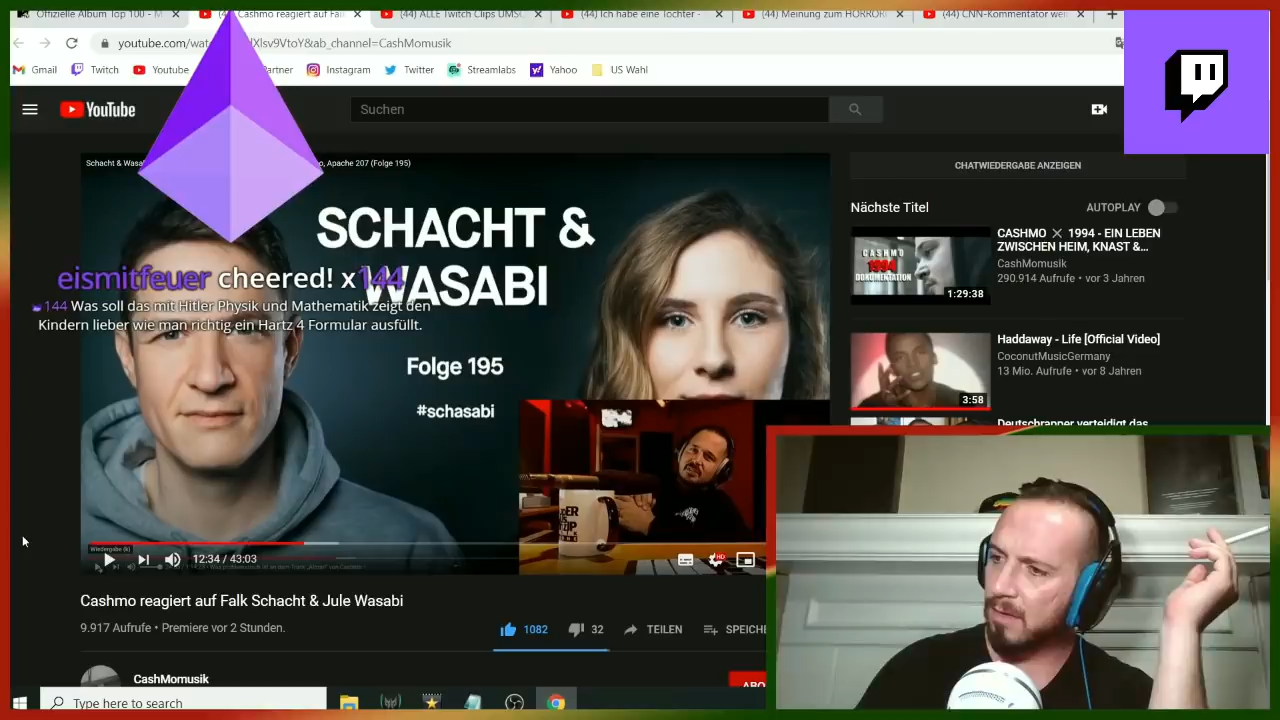 Offizielle Album Top 100 - M
Cashmo reagiert auf Fal
(44) ALLE Twitch Clips UMSO
(44) Ich habe eine Tochter -
(44) Meinung zum HORROR
(44) CNN-Kommentator wei
youtube.com/wat
Xlsv9VtoY&ab_channel=CashMomusik
Gmail
Twitch
Youtube
Partner
Instagram
Twitter
Streamlabs
Yahoo
US Wahl
YouTube
Suchen
Schacht & Wasa
, Apache 207 (Folge 195)
SCHACHT &
WASABI
eismitfeuer cheered! x144
144 Was soll das mit Hitler Physik und Mathematik zeigt den
Kindern lieber wie man richtig ein Hartz 4 Formular ausfüllt.
Folge 195
#schasabi
Wiedergabe (k)
12:34 / 43:03
HD
Cashmo reagiert auf Falk Schacht & Jule Wasabi
9.917 Aufrufe • Premiere vor 2 Stunden.
1082
32
TEILEN
SPEICHE
CashMomusik
ABO
CHATWIEDERGABE ANZEIGEN
Nächste Titel
AUTOPLAY
CASHMO
1994
DOKUMENTATION
1:29:38
CASHMO X 1994 - EIN LEBEN
ZWISCHEN HEIM, KNAST &...
CashMomusik
290.914 Aufrufe • vor 3 Jahren
3:58
Haddaway - Life [Official Video]
CoconutMusicGermany
13 Mio. Aufrufe • vor 8 Jahren
Deutschrapper verteidigt das
Type here to search